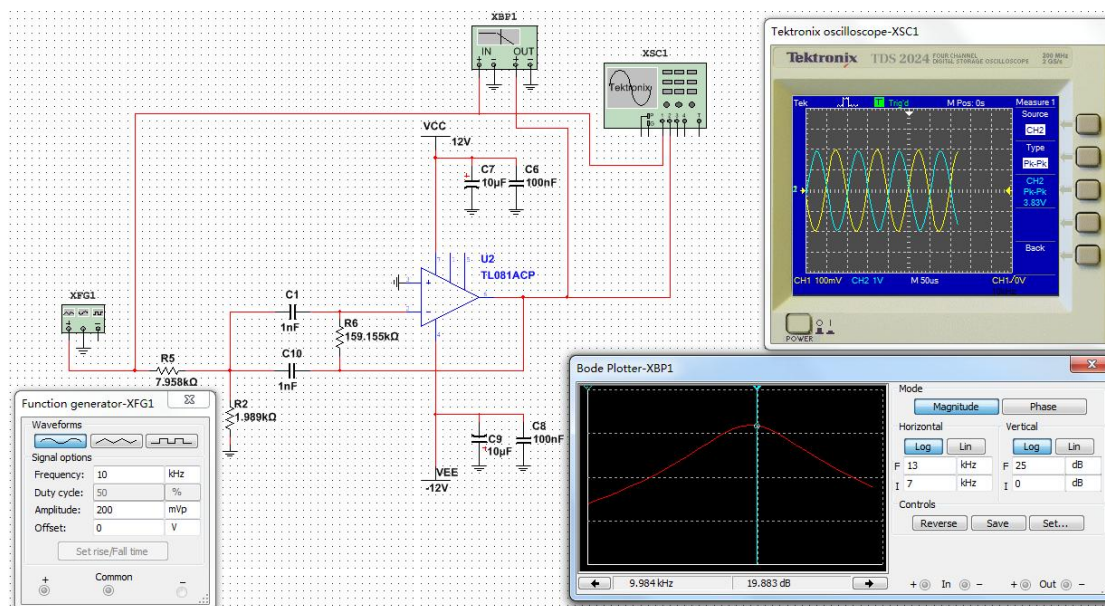 XBP1
IN OUT
XSC1
Tektronix
VCC
12V
C7
10µF
C6
100nF
U2
TL081ACP
XFG1
C1
1nF
R6
159.155kΩ
C10
1nF
R5
7.958kΩ
R2
1.989kΩ
C9
10µF
C8
100nF
VEE
-12V
Tektronix oscilloscope-XSC1
Tektronix TDS 2024 FOUR CHANNEL DIGITAL STORAGE OSCILLOSCOPE 200 MHz 2 GS/s
Tek T Trig'd M Pos: 0s Measure 1
Source
CH2
Type
Pk-Pk
CH2
Pk-Pk
3.83V
Back
CH1 100mV CH2 1V M 50us CH1/0V
POWER
Function generator-XFG1
Waveforms
Signal options
Frequency: 10 kHz
Duty cycle: 50 %
Amplitude: 200 mVp
Offset: 0 V
Set rise/Fall time
+ Common −
Bode Plotter-XBP1
Mode
Magnitude Phase
Horizontal Vertical
Log Lin Log Lin
F 13 kHz F 25 dB
I 7 kHz I 0 dB
Controls
Reverse Save Set...
9.984 kHz 19.883 dB
+ In − + Out −